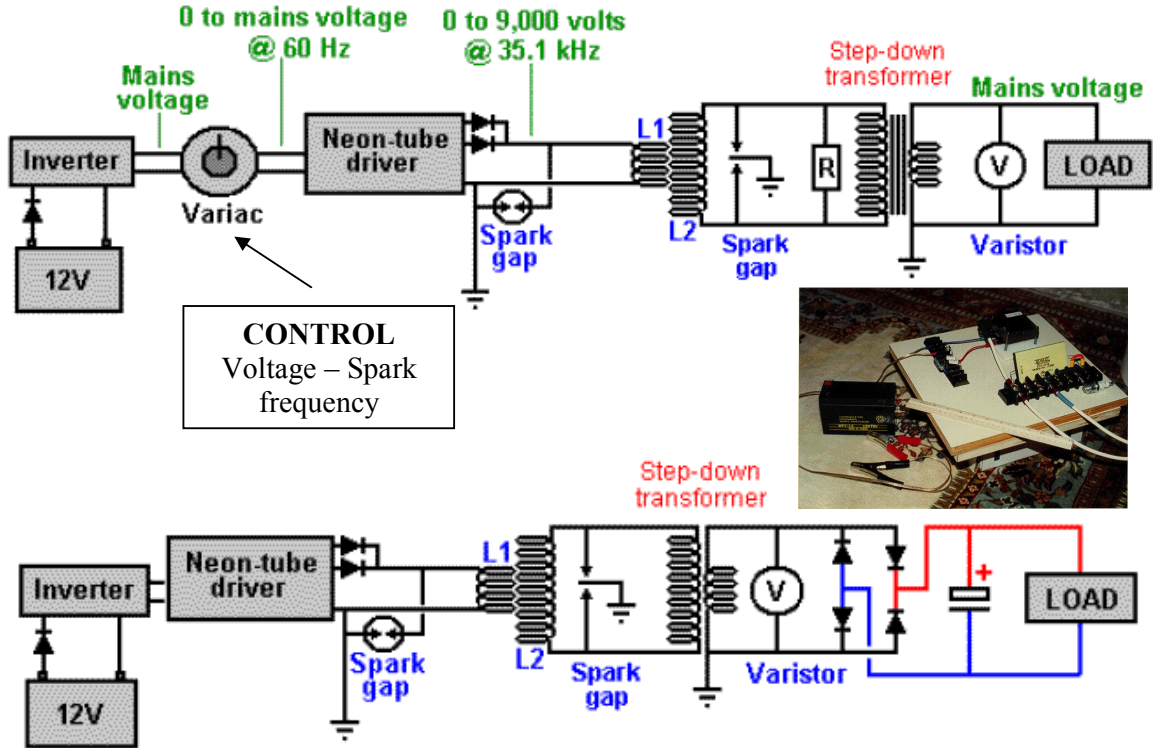 0 to mains voltage
@ 60 Hz
0 to 9,000 volts
@ 35.1 kHz
Mains
voltage
Step-down
transformer
Mains voltage
Inverter
Variac
Neon-tube
driver
L1
L2
R
V
LOAD
Spark
gap
Spark
gap
Varistor
12V
CONTROL
Voltage – Spark
frequency
Step-down
transformer
Inverter
Neon-tube
driver
L1
L2
V
+
LOAD
Spark
gap
Spark
gap
Varistor
12V